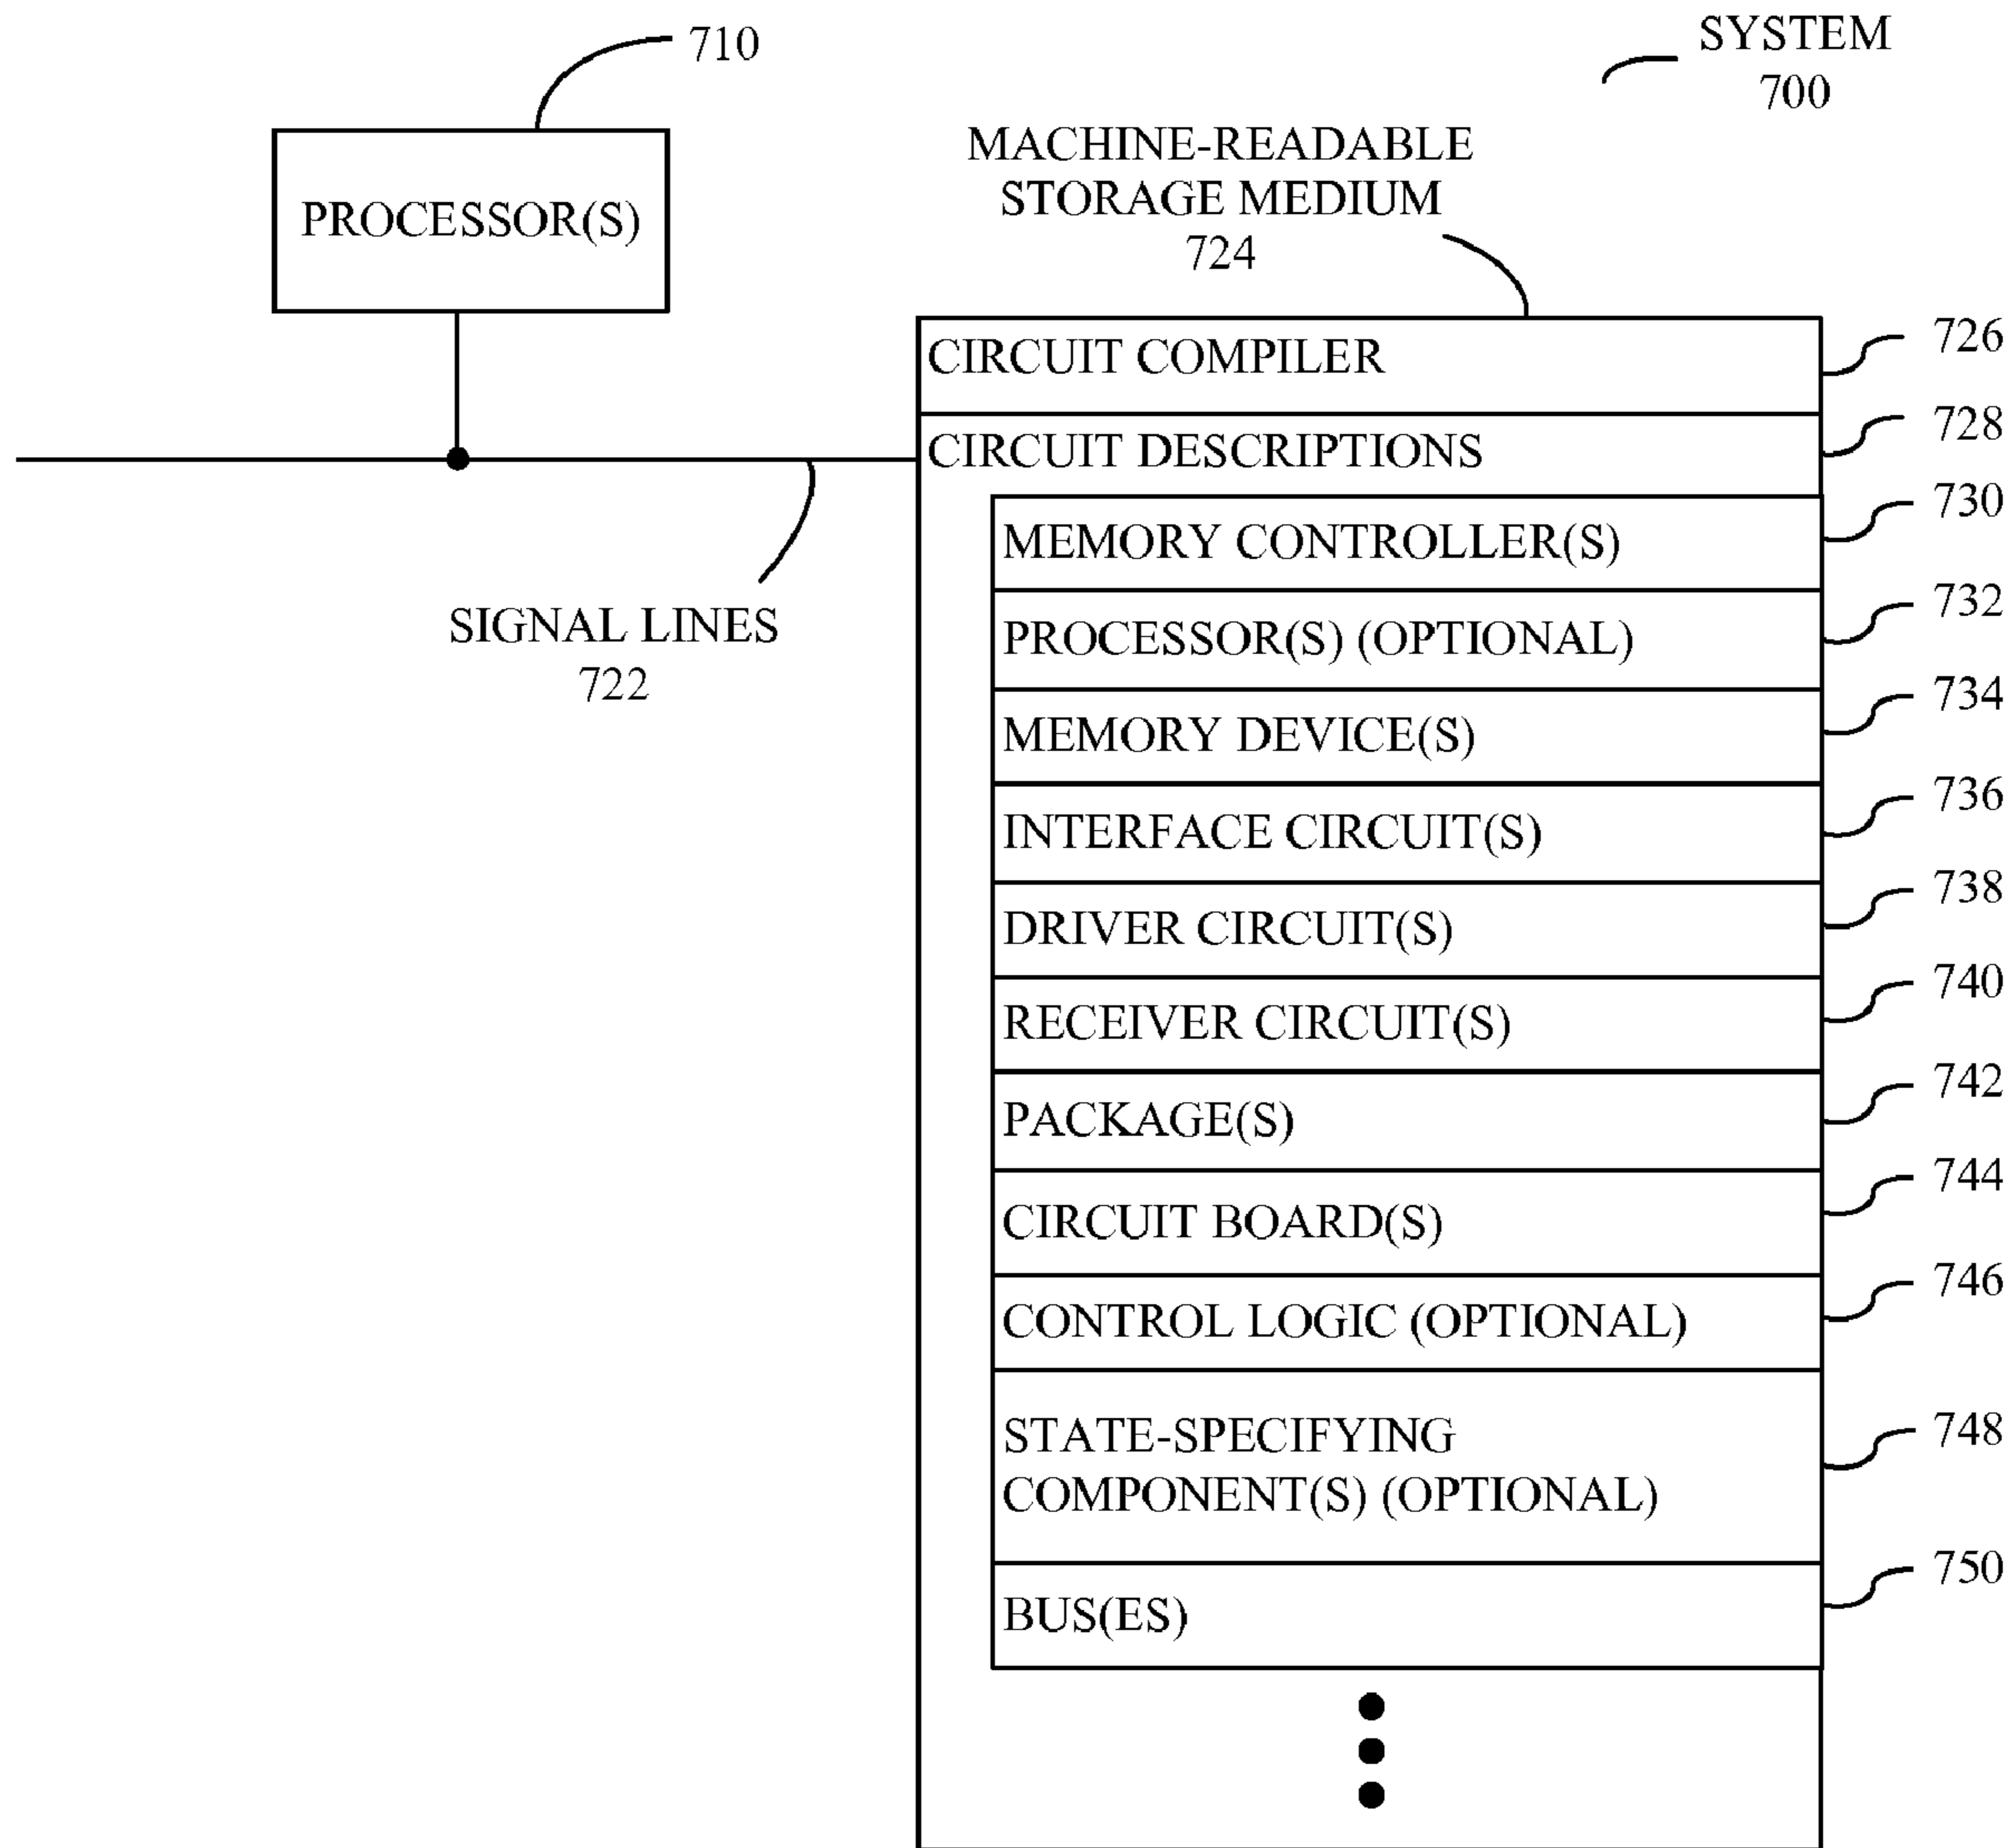 710
SYSTEM
700
PROCESSOR(S)
MACHINE-READABLE
STORAGE MEDIUM
724
CIRCUIT COMPILER
726
CIRCUIT DESCRIPTIONS
728
MEMORY CONTROLLER(S)
730
PROCESSOR(S) (OPTIONAL)
732
SIGNAL LINES
722
MEMORY DEVICE(S)
734
INTERFACE CIRCUIT(S)
736
DRIVER CIRCUIT(S)
738
RECEIVER CIRCUIT(S)
740
PACKAGE(S)
742
CIRCUIT BOARD(S)
744
CONTROL LOGIC (OPTIONAL)
746
STATE-SPECIFYING
COMPONENT(S) (OPTIONAL)
748
BUS(ES)
750